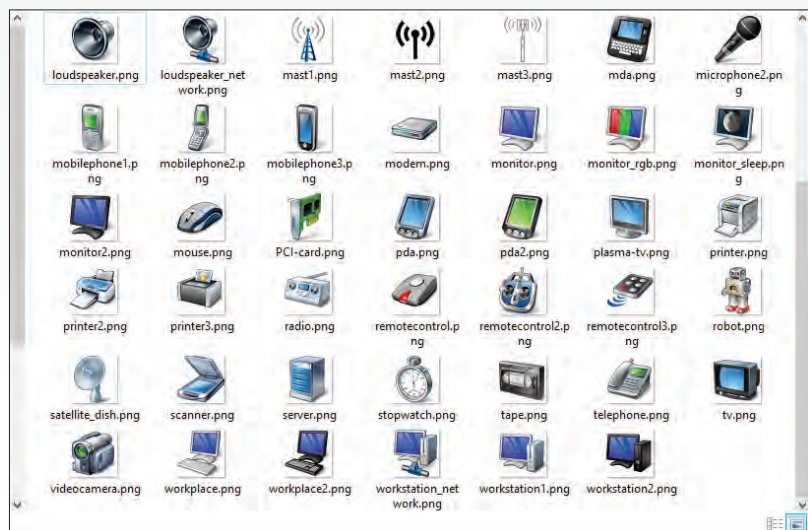 loudspeaker.png loudspeaker_net mast1.png mast2.png mast3.png mda.png microphone2.pn
work.png g
mobilephone1.p mobilephone2.p mobilephone3.p modem.png monitor.png monitor_rgb.png monitor_sleep.pn
ng ng ng g
monitor2.png mouse.png PCI-card.png pda.png pda2.png plasma-tv.png printer.png
printer2.png printer3.png radio.png remotecontrol.p remotecontrol2.p remotecontrol3.p robot.png
ng ng ng
satellite_dish.png scanner.png server.png stopwatch.png tape.png telephone.png tv.png
videocamera.png workplace.png workplace2.png workstation_net workstation1.png workstation2.png
work.png